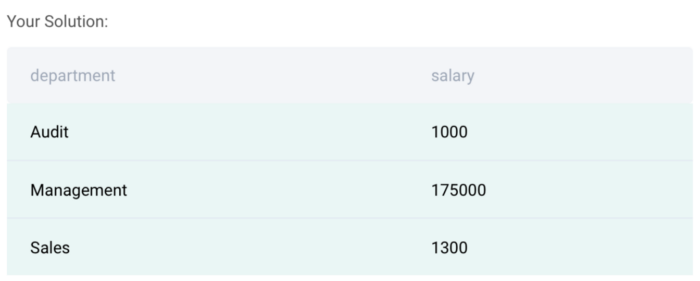 Your Solution:
department salary
Audit 1000
Management 175000
Sales 1300